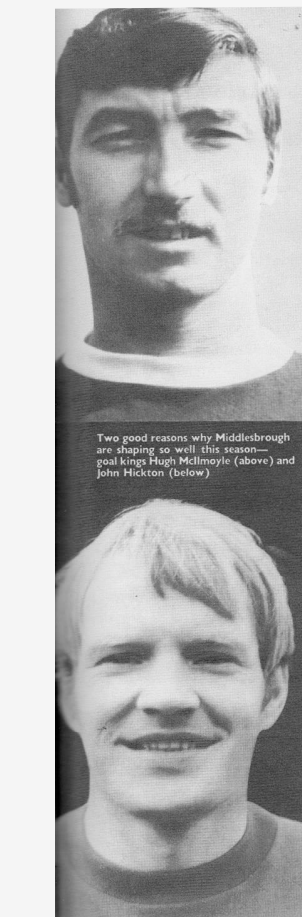 Two good reasons why Middlesbrough
are shaping so well this season—
goal kings Hugh McIlmoyle (above) and
John Hickton (below)